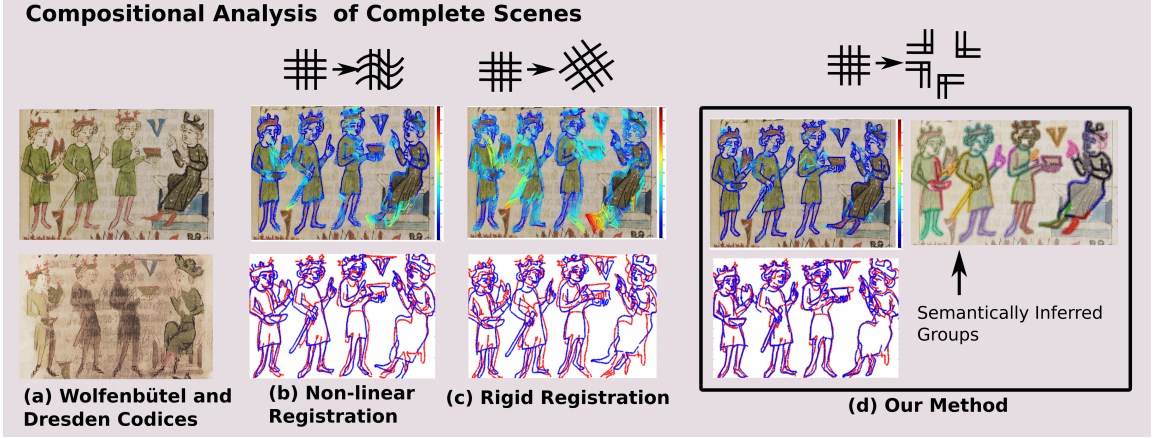 Compositional Analysis of Complete Scenes
V
V
V
V
V
Semantically Inferred
Groups
(a) Wolfenbütel and
Dresden Codices
(b) Non-linear
Registration
(c) Rigid Registration
(d) Our Method